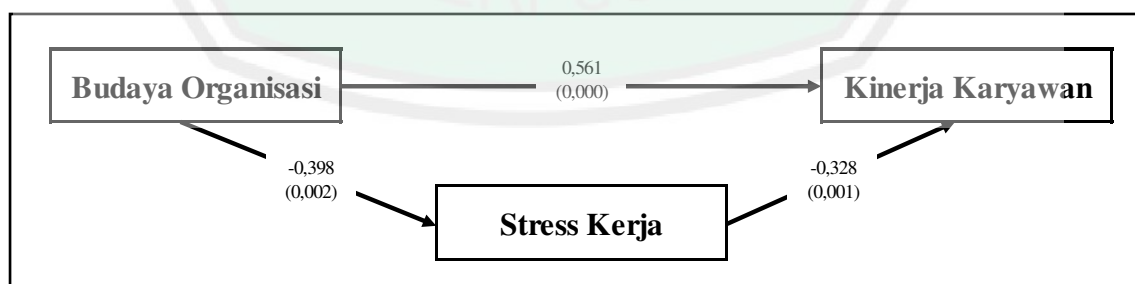 Budaya Organisasi
0,561
(0,000)
Kinerja Karyawan
-0,398
(0,002)
-0,328
(0,001)
Stress Kerja